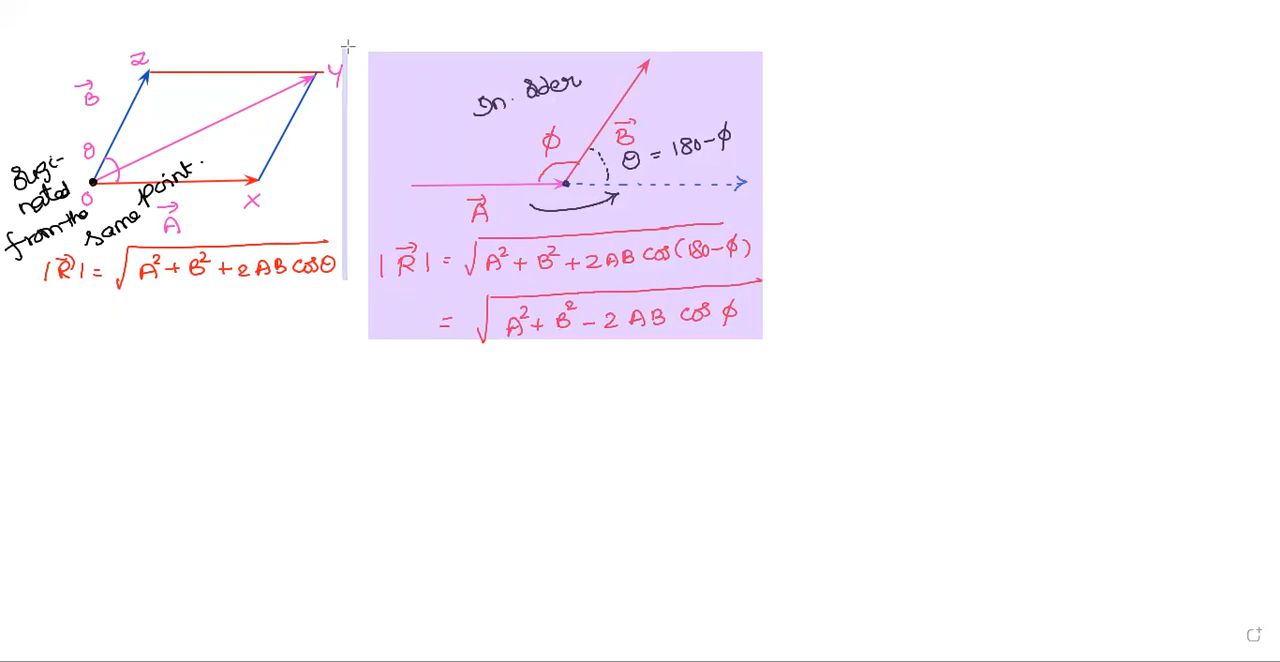 Z
Y
B⃗
θ
O
X
A⃗
Origi-
nated
from the
same point.
|R⃗| = √(A² + B² + 2AB cosθ)
In. order
ϕ
B⃗
θ = 180-ϕ
A⃗
|R⃗| = √(A² + B² + 2AB cos(180-ϕ))
= √(A² + B² - 2AB cos ϕ)